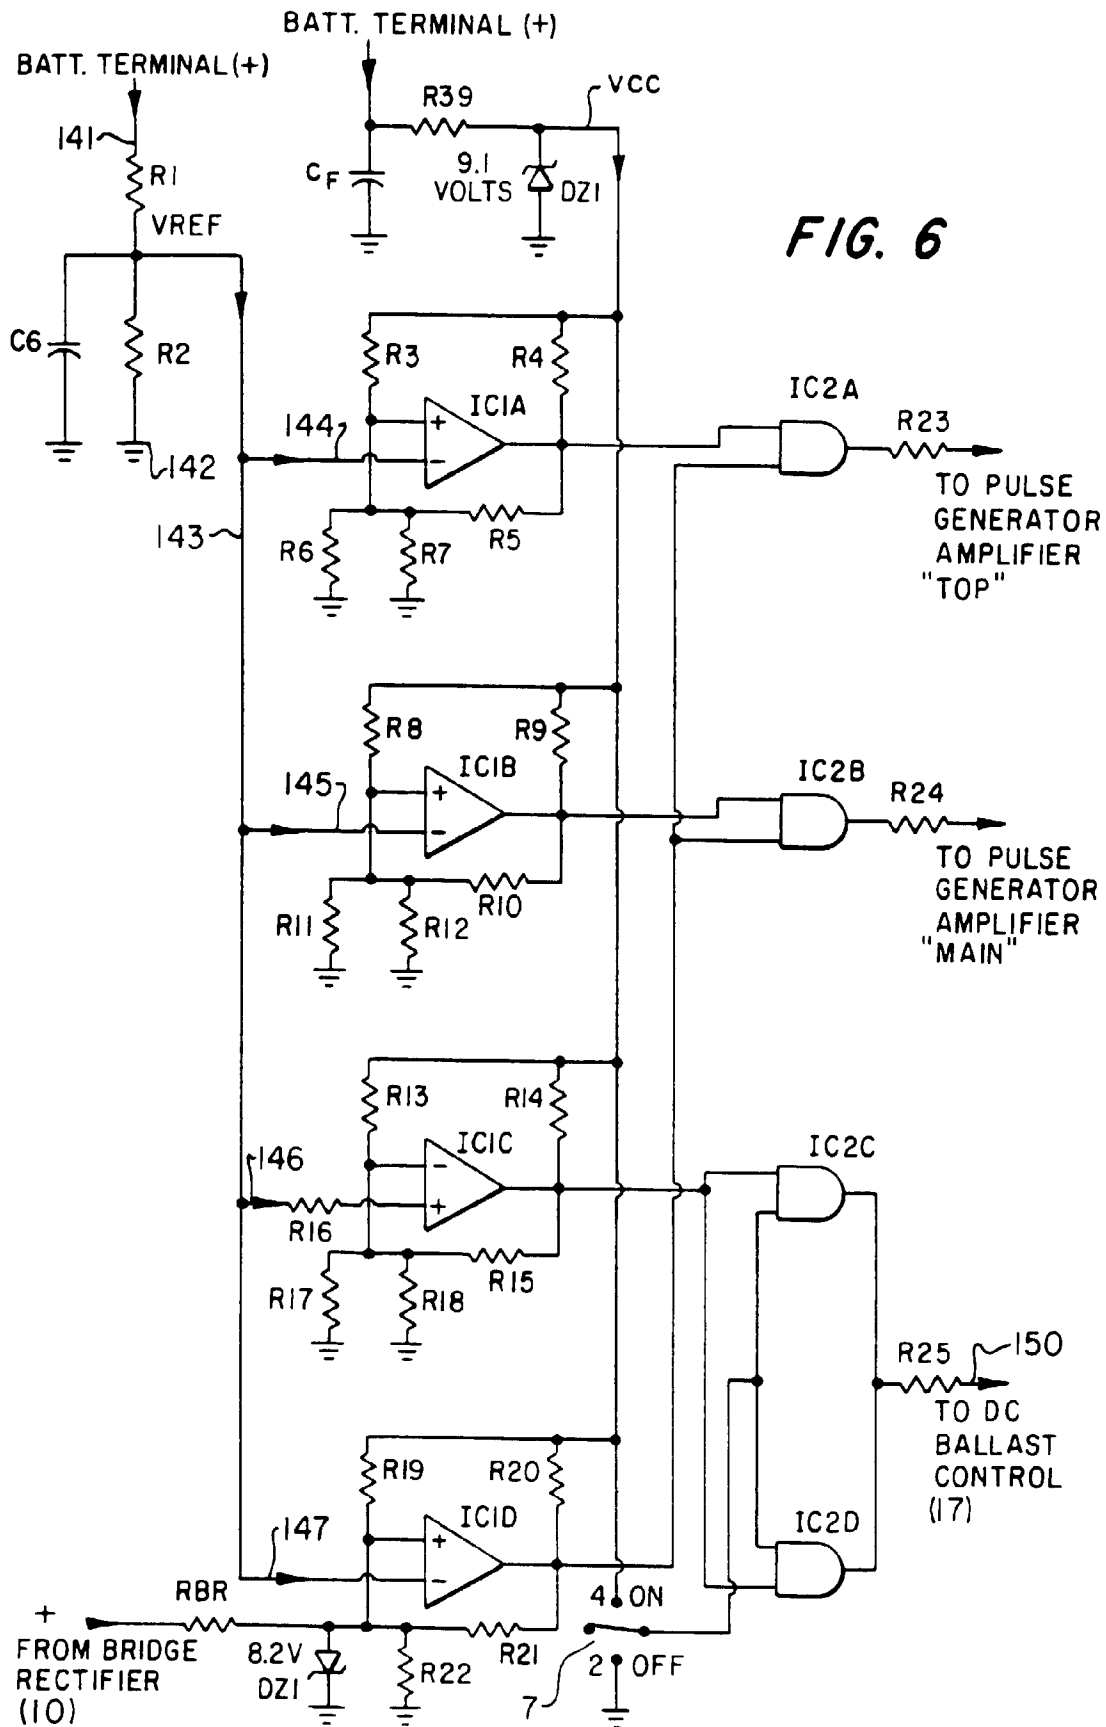 BATT. TERMINAL (+)
BATT. TERMINAL (+)
141
R1
VREF
C6
R2
142
143
R39
VCC
CF
9.1
VOLTS
DZ1
FIG. 6
R3
R4
IC1A
+
-
144
R6
R7
R5
IC2A
R23
TO PULSE
GENERATOR
AMPLIFIER
"TOP"
R8
R9
IC1B
+
-
145
R11
R12
R10
IC2B
R24
TO PULSE
GENERATOR
AMPLIFIER
"MAIN"
R13
R14
IC1C
-
+
146
R16
R17
R18
R15
IC2C
R25
150
TO DC
BALLAST
CONTROL
(17)
IC2D
R19
R20
IC1D
+
-
147
RBR
+
FROM BRIDGE
RECTIFIER
(10)
8.2V
DZ1
R22
R21
4 ON
7
2 OFF